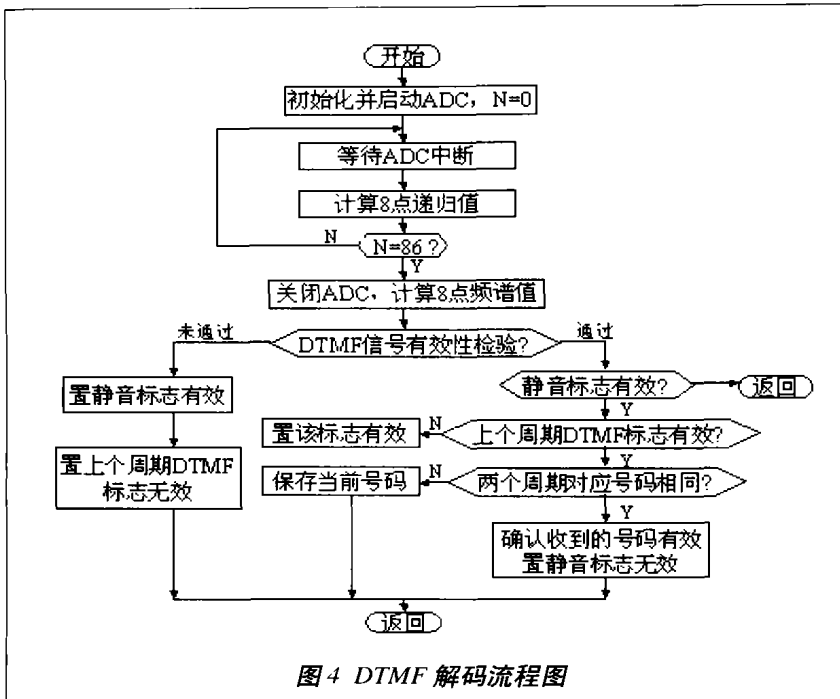 开始
初始化并启动ADC，N=0
等待ADC中断
计算8点递归值
N
N=86？
Y
关闭ADC，计算8点频谱值
未通过
DTMF信号有效性检验？
通过
置静音标志有效
静音标志有效？
返回
Y
置该标志有效
N
上个周期DTMF标志有效？
置上个周期DTMF
标志无效
Y
保存当前号码
N
两个周期对应号码相同？
Y
确认收到的号码有效
置静音标志无效
返回
图4 DTMF 解码流程图